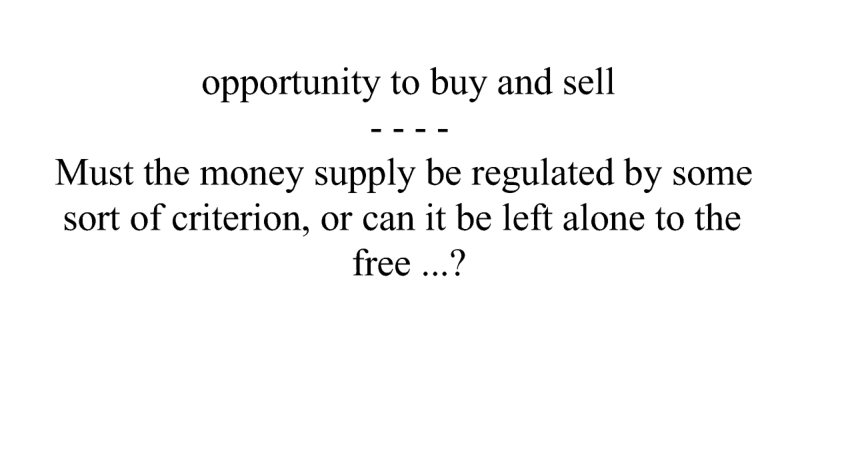 opportunity to buy and sell
- - - -
Must the money supply be regulated by some
sort of criterion, or can it be left alone to the
free ...?